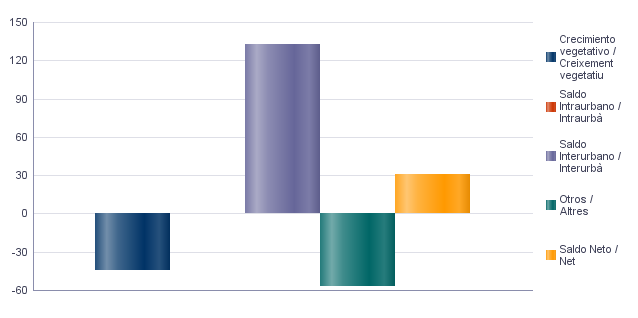 150
120
90
60
30
0
-30
-60
Crecimiento
vegetativo /
Creixement
vegetatiu
Saldo
Intraurbano /
Intraurbà
Saldo
Interurbano /
Interurbà
Otros /
Altres
Saldo Neto /
Net